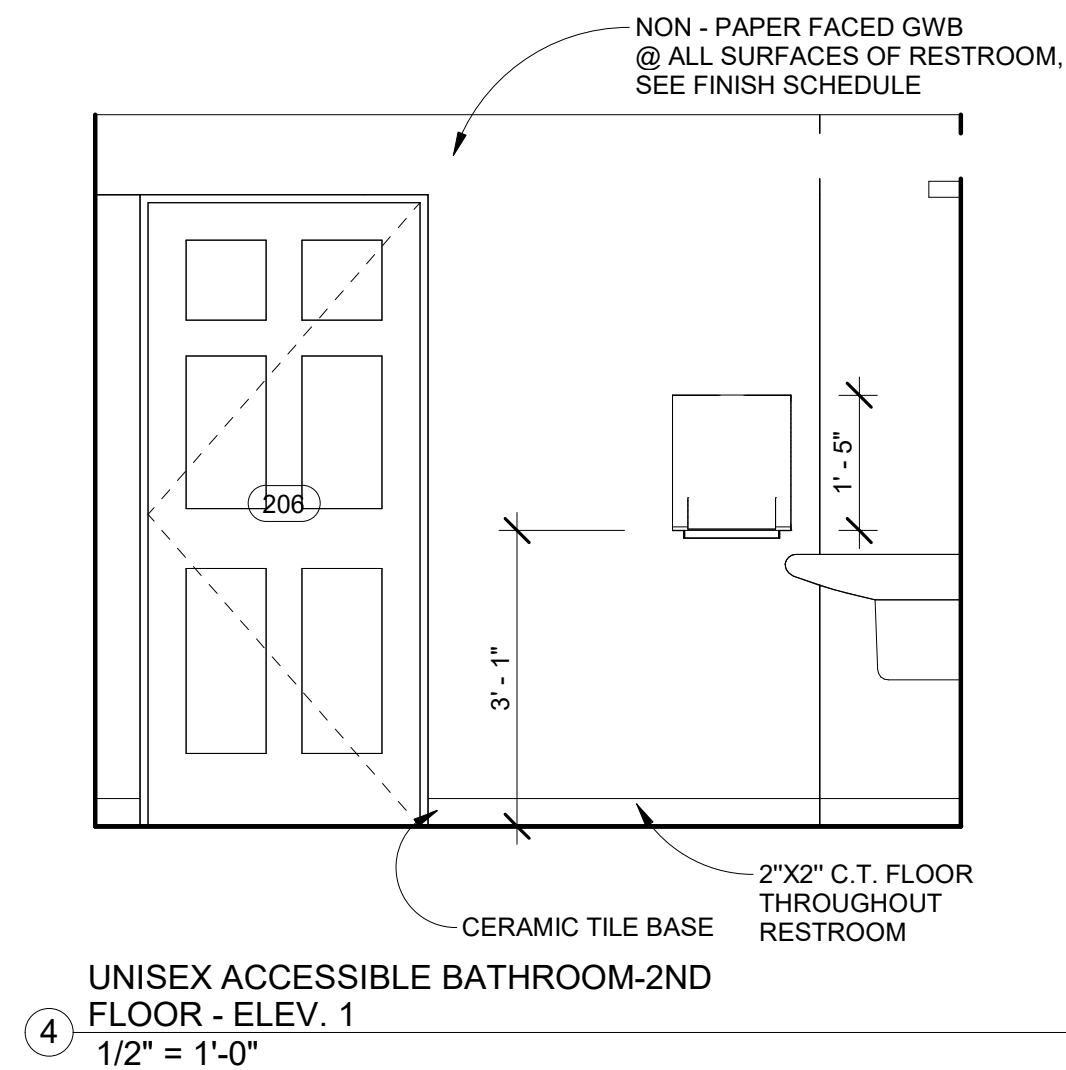 NON - PAPER FACED GWB
@ ALL SURFACES OF RESTROOM,
SEE FINISH SCHEDULE
206
1' - 5"
3' - 1"
2"X2" C.T. FLOOR
THROUGHOUT
RESTROOM
CERAMIC TILE BASE
UNISEX ACCESSIBLE BATHROOM-2ND
FLOOR - ELEV. 1
4
1/2" = 1'-0"